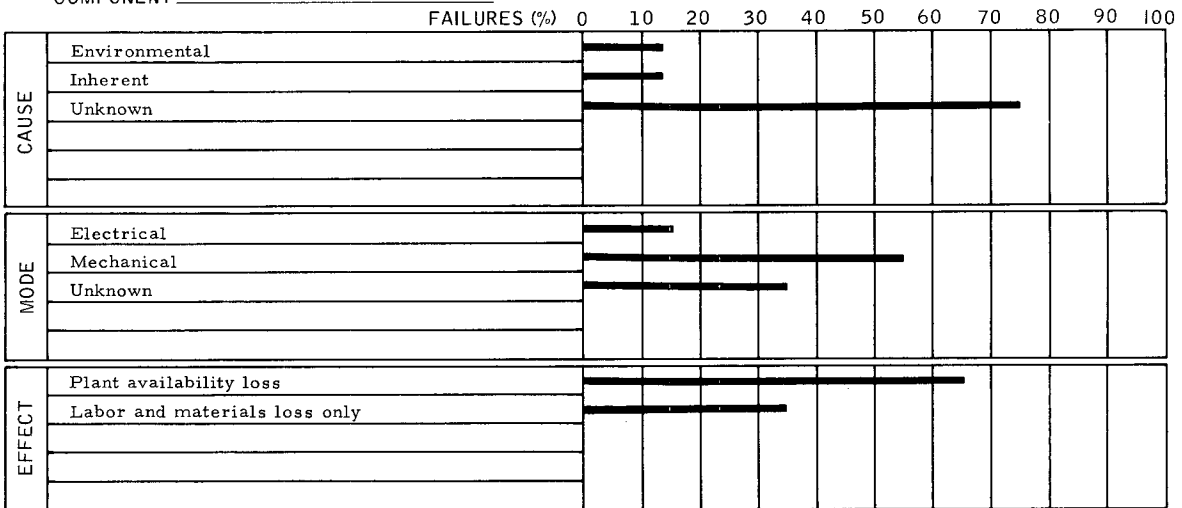 COMPONENT
FAILURES (%) 0 10 20 30 40 50 60 70 80 90 100
CAUSE
Environmental
Inherent
Unknown
MODE
Electrical
Mechanical
Unknown
EFFECT
Plant availability loss
Labor and materials loss only